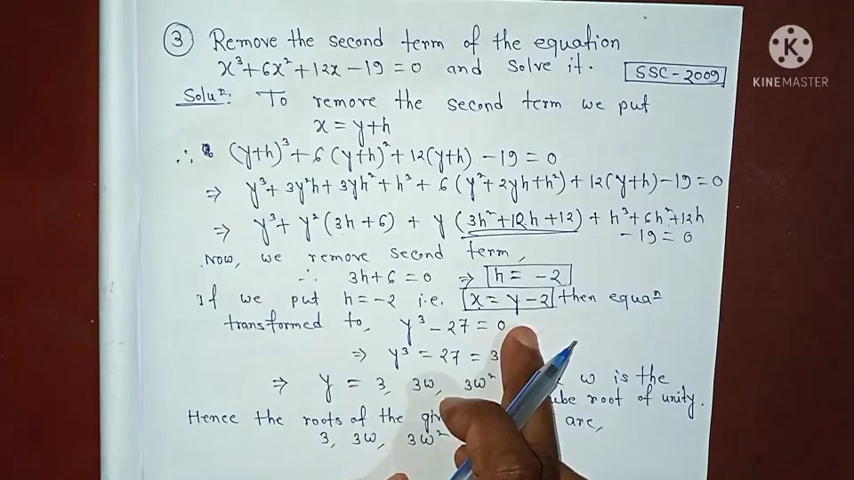 ③ Remove the second term of the equation
x³+6x²+12x-19=0 and solve it. SSC-2009
Soluⁿ: To remove the second term we put
x = y+h
∴ (y+h)³+6(y+h)²+12(y+h)-19=0
⇒ y³+3y²h+3yh²+h³+6(y²+2yh+h²)+12(y+h)-19=0
⇒ y³+y²(3h+6)+y(3h²+12h+12)+h³+6h²+12h
-19=0
Now, we remove second term,
∴ 3h+6=0 ⇒ h=-2
If we put h=-2 i.e. x=y-2 then equaⁿ
transformed to, y³-27=0
⇒ y³=27=3
⇒ y = 3, 3ω, 3ω² ω is the
root of unity.
Hence the roots of the are,
3, 3ω, 3ω²
K
KINEMASTER